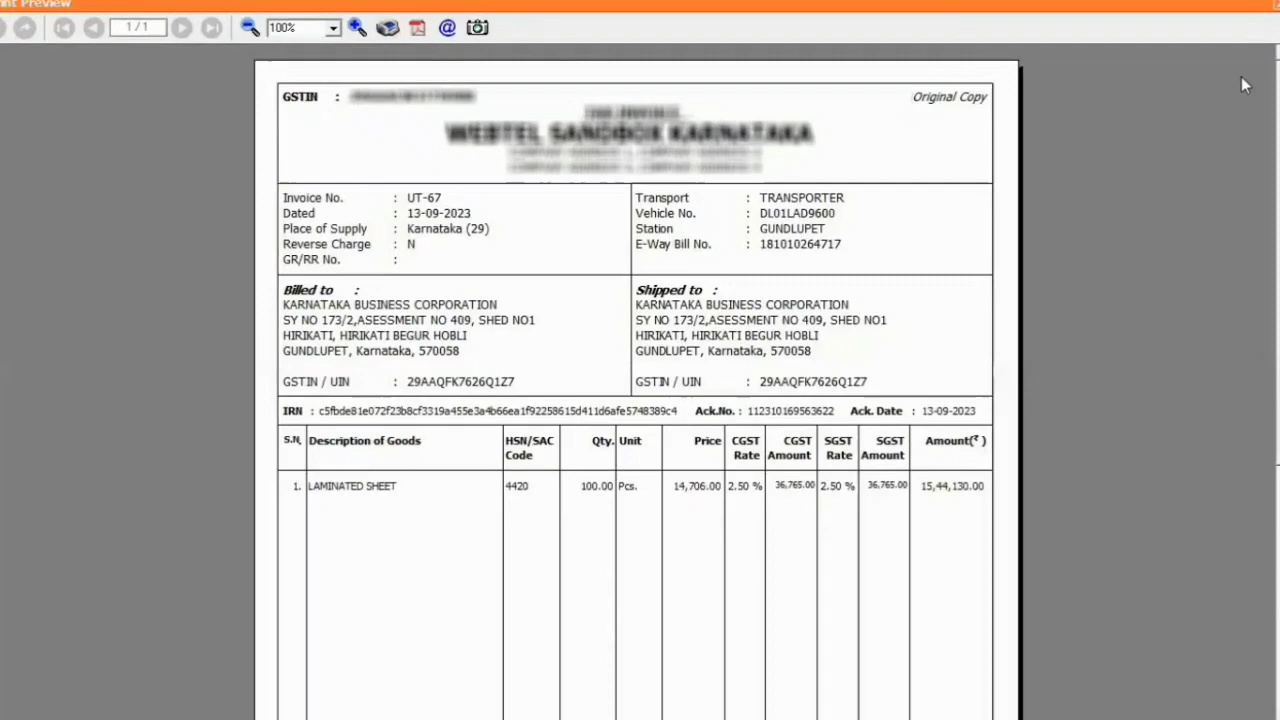 nt Preview
1 / 1
100%
GSTIN :
Original Copy
WEBTEL SANDBOX KARNATAKA
Invoice No. : UT-67
Dated : 13-09-2023
Place of Supply : Karnataka (29)
Reverse Charge : N
GR/RR No. :
Transport : TRANSPORTER
Vehicle No. : DL01LAD9600
Station : GUNDLUPET
E-Way Bill No. : 181010264717
Billed to :
KARNATAKA BUSINESS CORPORATION
SY NO 173/2,ASESSMENT NO 409, SHED NO1
HIRIKATI, HIRIKATI BEGUR HOBLI
GUNDLUPET, Karnataka, 570058
GSTIN / UIN : 29AAQFK7626Q1Z7
Shipped to :
KARNATAKA BUSINESS CORPORATION
SY NO 173/2,ASESSMENT NO 409, SHED NO1
HIRIKATI, HIRIKATI BEGUR HOBLI
GUNDLUPET, Karnataka, 570058
GSTIN / UIN : 29AAQFK7626Q1Z7
IRN : c5fbde81e072f23b8cf3319a455e3a4b66ea1f92258615d411d6afe5748389c4 Ack.No. : 112310169563622 Ack. Date : 13-09-2023
S.N. Description of Goods HSN/SAC Code Qty. Unit Price CGST Rate CGST Amount SGST Rate SGST Amount Amount(₹ )
1. LAMINATED SHEET 4420 100.00 Pcs. 14,706.00 2.50 % 36,765.00 2.50 % 36,765.00 15,44,130.00